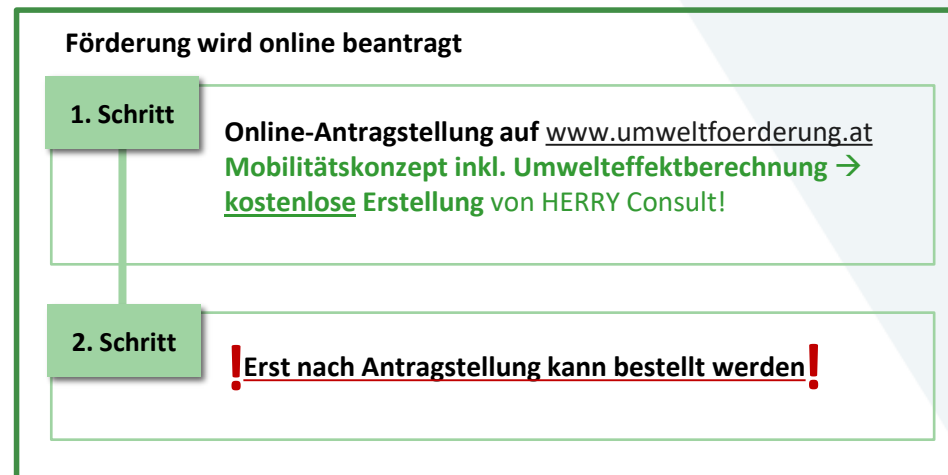 Förderung wird online beantragt
1. Schritt
Online-Antragstellung auf www.umweltfoerderung.at
Mobilitätskonzept inkl. Umwelteffektberechnung →
kostenlose Erstellung von HERRY Consult!
2. Schritt
!Erst nach Antragstellung kann bestellt werden!